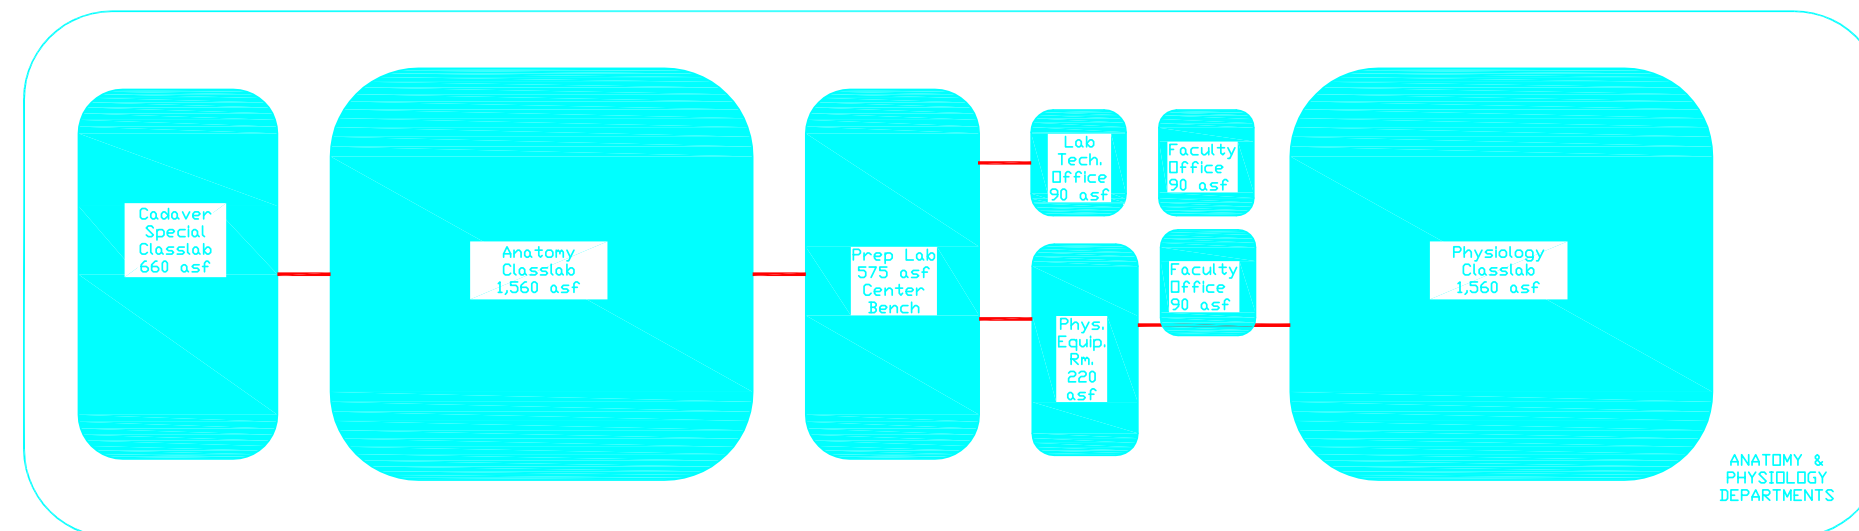 Cadaver
Special
Classlab
660 asf
Anatomy
Classlab
1,560 asf
Prep Lab
575 asf
Center
Bench
Lab
Tech.
Office
90 asf
Faculty
Office
90 asf
Phys.
Equip.
Rm.
220
asf
Faculty
Office
90 asf
Physiology
Classlab
1,560 asf
ANATOMY &
PHYSIOLOGY
DEPARTMENTS